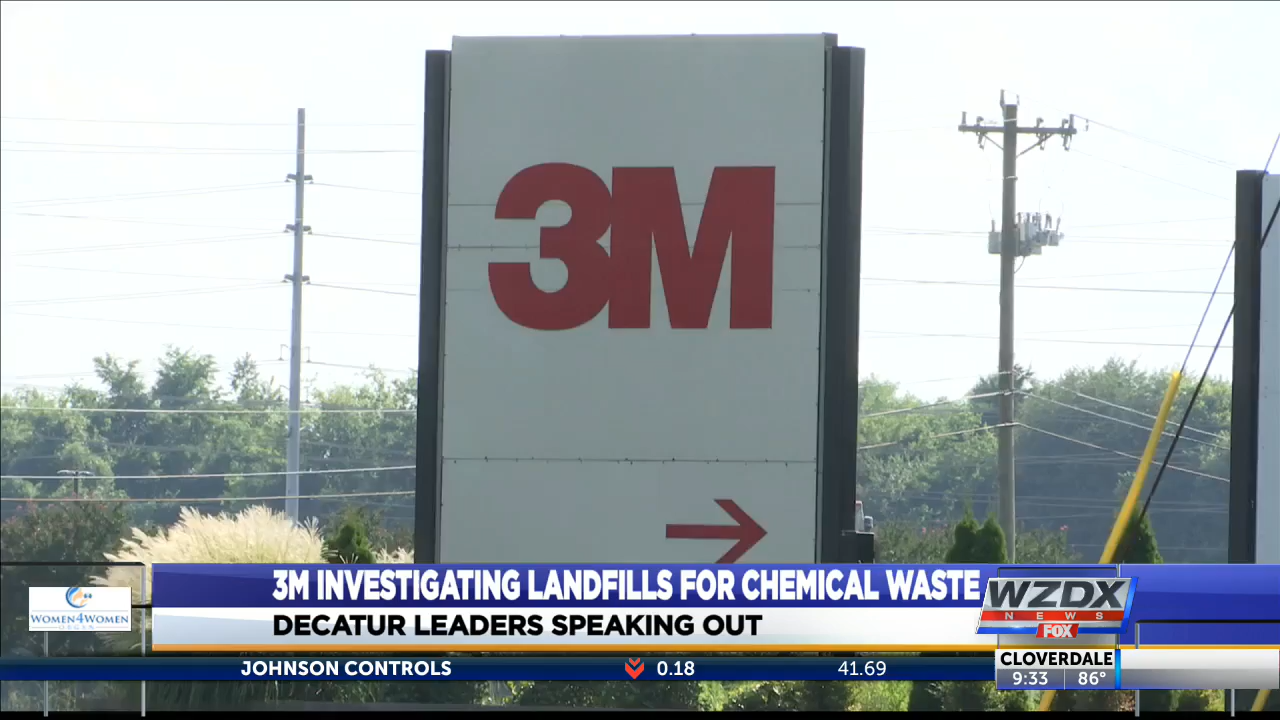 3M
3M INVESTIGATING LANDFILLS FOR CHEMICAL WASTE
DECATUR LEADERS SPEAKING OUT
WOMEN4WOMEN
OBGYN
WZDX
NEWS
FOX
JOHNSON CONTROLS 0.18 41.69
CLOVERDALE
9:33 86°